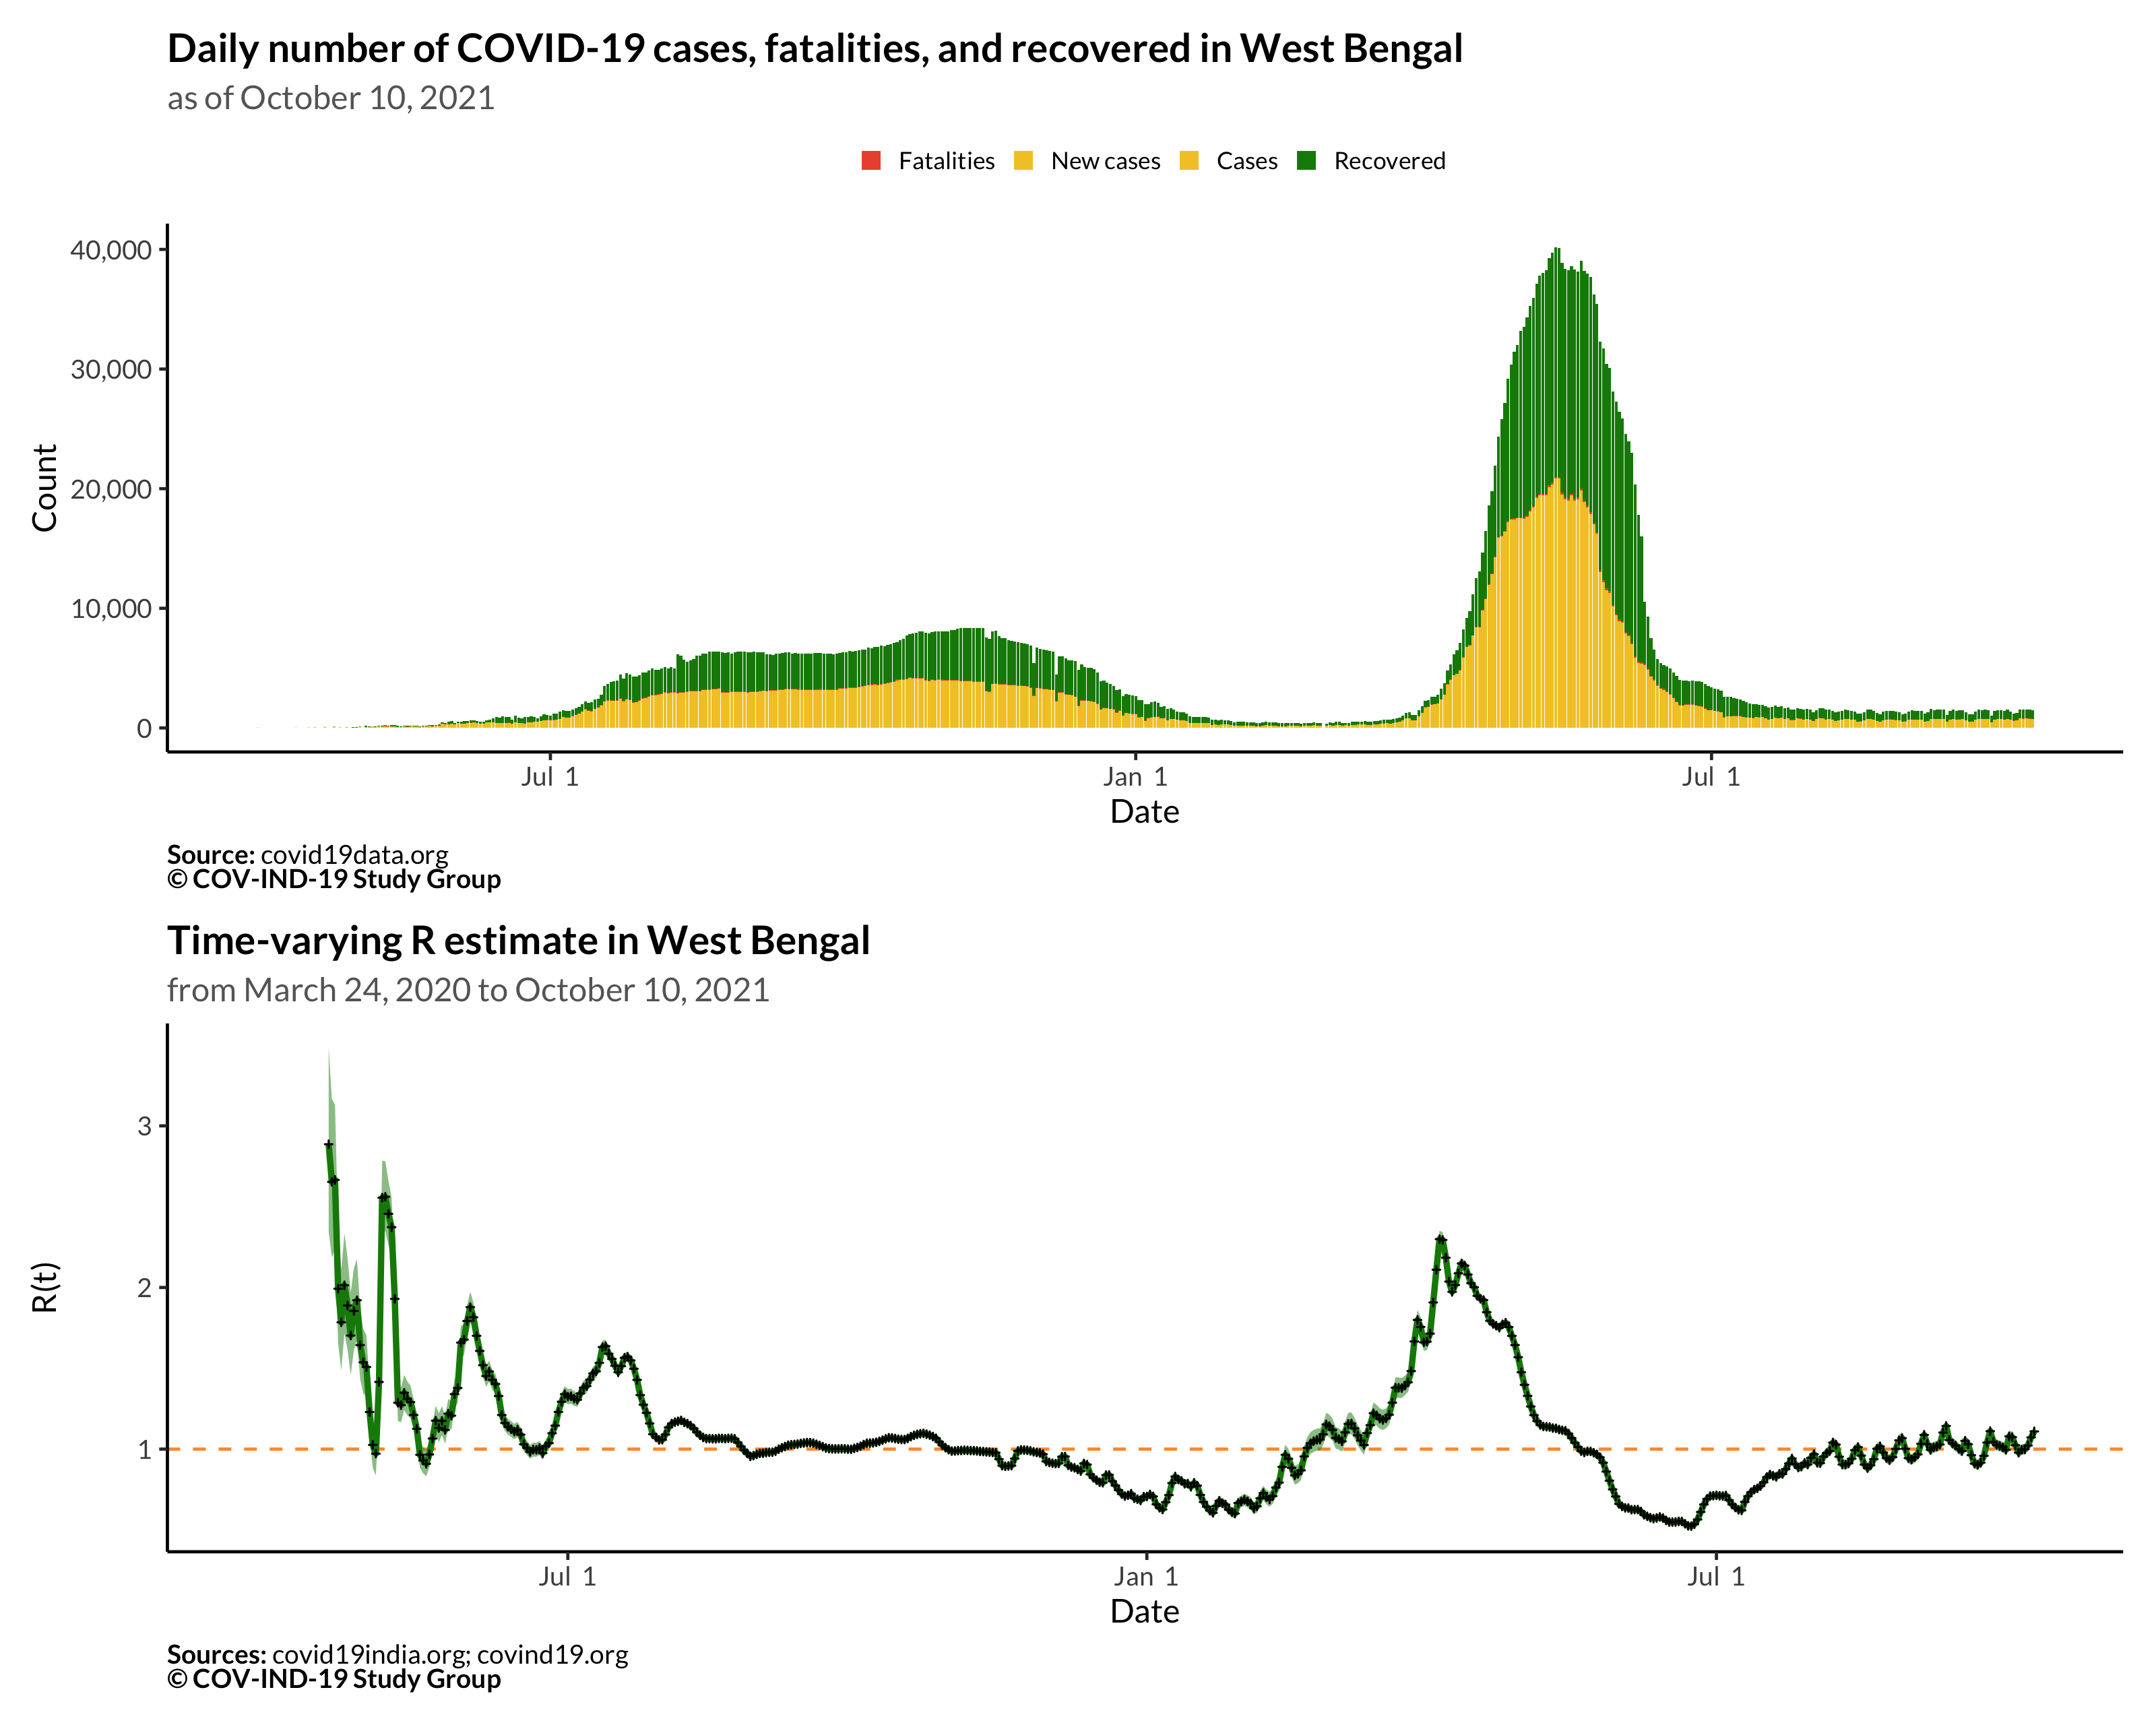 Daily number of COVID-19 cases, fatalities, and recovered in West Bengal
as of October 10, 2021
Fatalities New cases Cases Recovered
40,000
30,000
20,000
10,000
0
Count
Jul 1 Jan 1 Jul 1
Date
Source: covid19data.org
© COV-IND-19 Study Group
Time-varying R estimate in West Bengal
from March 24, 2020 to October 10, 2021
3
2
1
R(t)
Jul 1 Jan 1 Jul 1
Date
Sources: covid19india.org; covind19.org
© COV-IND-19 Study Group